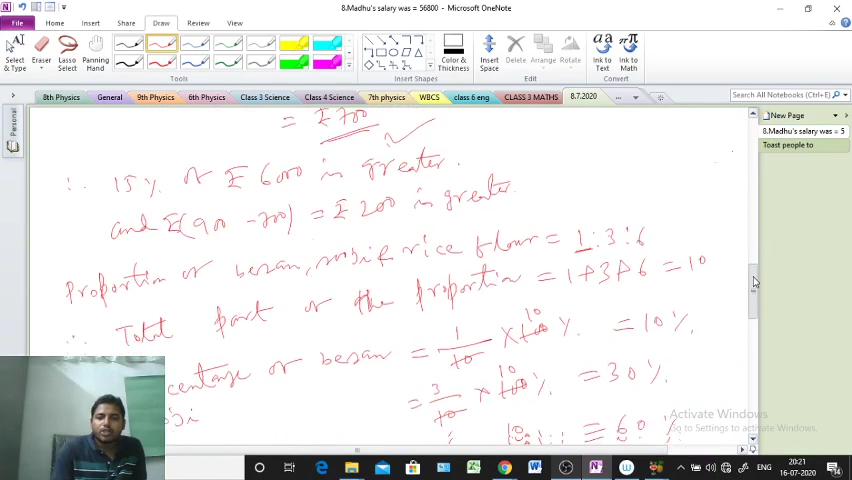 8.Madhu's salary was = 56800 - Microsoft OneNote
File Home Insert Draw Review View
Select & Type Eraser Lasso Select Panning Hand Color & Thickness Insert Space Delete Arrange Rotate Ink to Text Ink to Math
Tools Insert Shapes Edit Convert
8th Physics General 9th Physics 6th Physics Class 3 Science Class 4 Science 7th physics WBCS class 6 eng CLASS 3 MATHS 8.7.2020 ... Search All Notebooks (Ctrl+E)
Personal
New Page
8.Madhu's salary was = 5
Toast people to
= ₹ 700
∴ 15% of ₹ 6000 is greater.
and ₹(900 - 700) = ₹ 200 is greater.
Proportion of besan, suji & rice flour = 1:3:6
∴ Total part of the proportion = 1+3+6 = 10
centage of besan = 1/10 × 100 10 % = 10%.
= 3/10 × 100 10 % = 30%.
= 60%
Activate Windows
Go to Settings to activate Windows.
ENG 20:21 16-07-2020 14